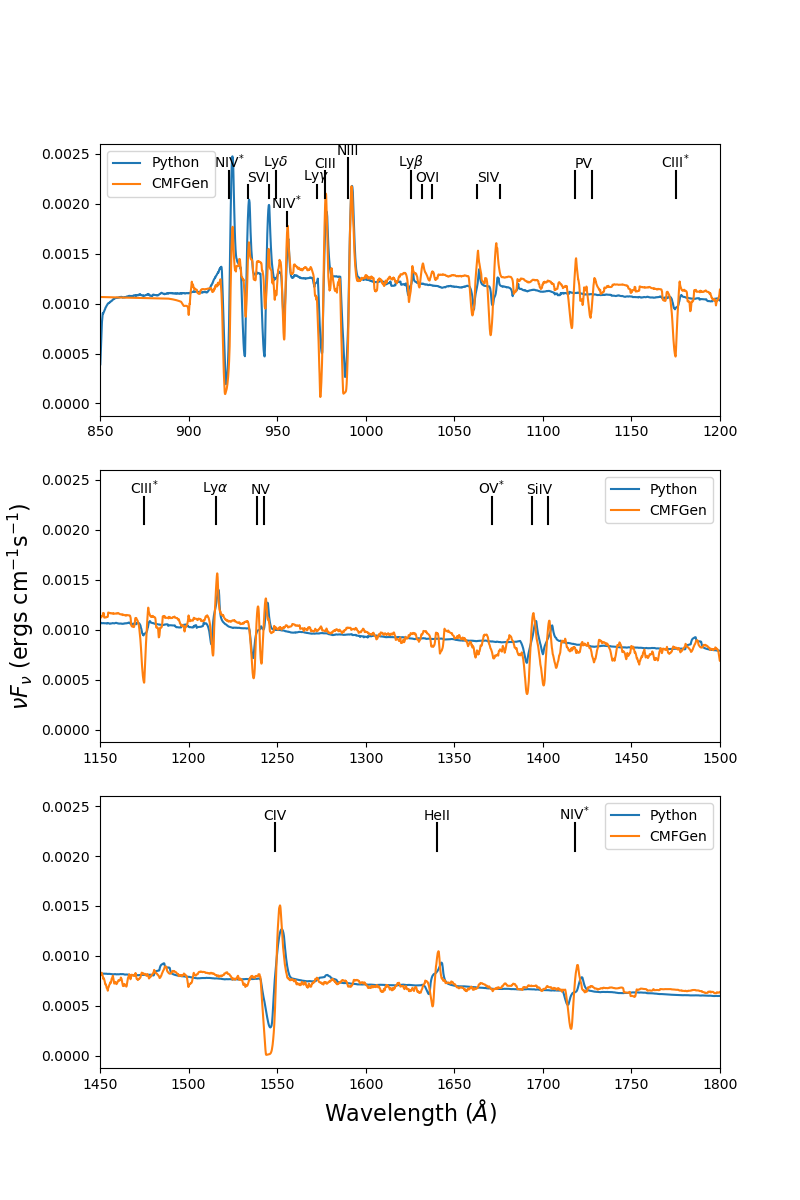 NIII
Python NIV* Lyδ CIII Lyβ PV CIII*
CMFGen SVI Lyγ OVI SIV
NIV*
0.0025
0.0020
0.0015
0.0010
0.0005
0.0000
850 900 950 1000 1050 1100 1150 1200
CIII* Lyα NV OV* SiIV Python
CMFGen
0.0025
0.0020
0.0015
0.0010
0.0005
0.0000
1150 1200 1250 1300 1350 1400 1450 1500
νFν (ergs cm⁻¹s⁻¹)
CIV HeII NIV* Python
CMFGen
0.0025
0.0020
0.0015
0.0010
0.0005
0.0000
1450 1500 1550 1600 1650 1700 1750 1800
Wavelength (Å)